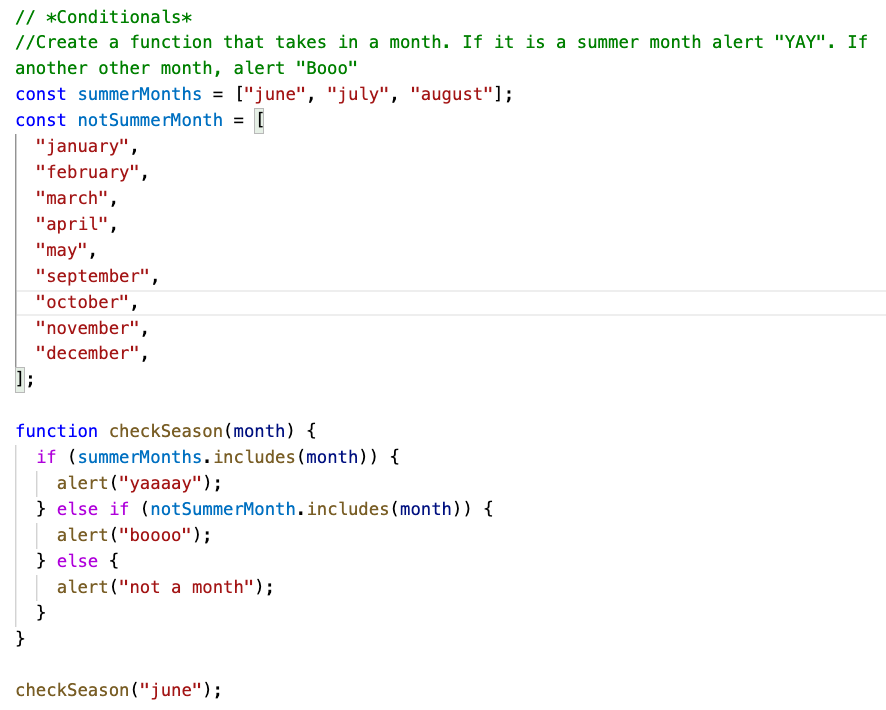 // *Conditionals*
//Create a function that takes in a month. If it is a summer month alert "YAY". If
another other month, alert "Booo"
const summerMonths = ["june", "july", "august"];
const notSummerMonth = [
  "january",
  "february",
  "march",
  "april",
  "may",
  "september",
  "october",
  "november",
  "december",
];

function checkSeason(month) {
  if (summerMonths.includes(month)) {
    alert("yaaaay");
  } else if (notSummerMonth.includes(month)) {
    alert("boooo");
  } else {
    alert("not a month");
  }
}

checkSeason("june");